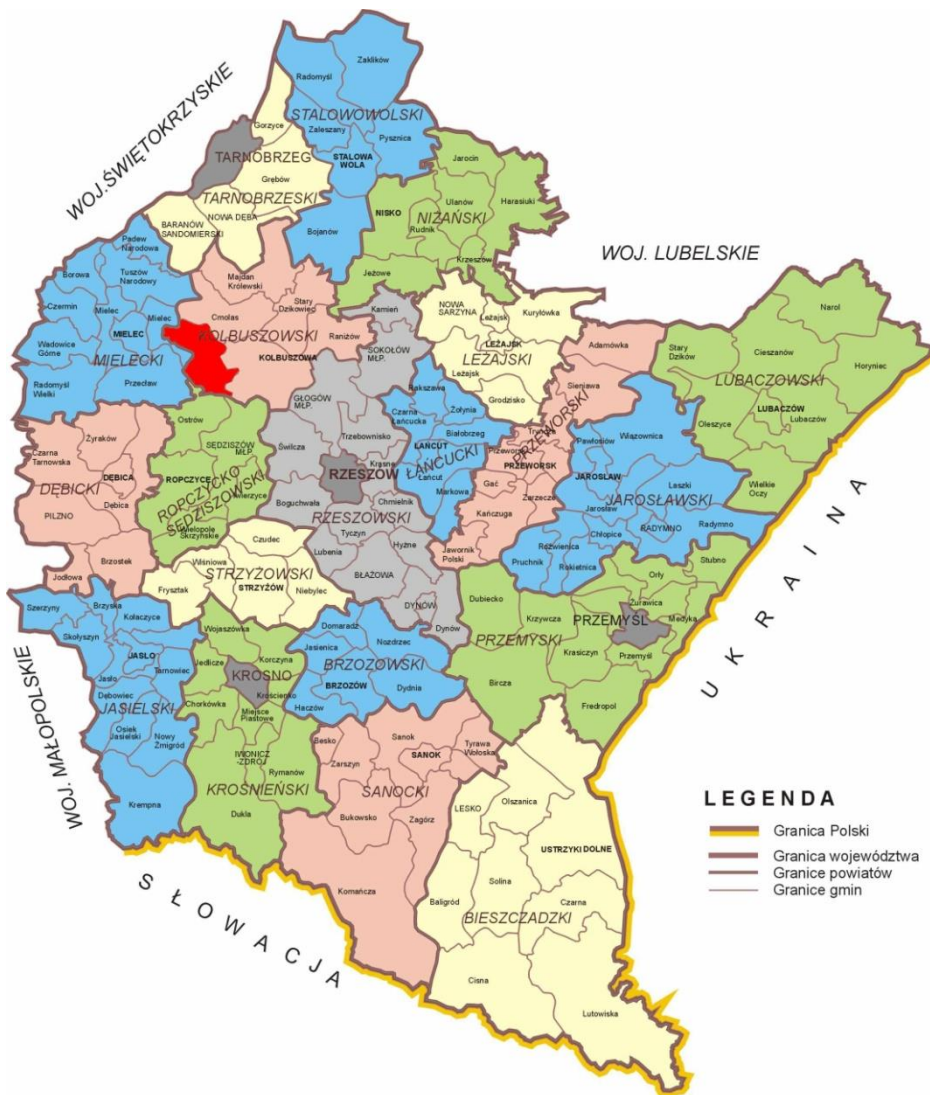 WOJ. ŚWIĘTOKRZYSKIE
Zaklików
Radomyśl
STALOWOWOLSKI
Gorzyce
Zaleszany
Pysznica
TARNOBRZEG
STALOWA
WOLA
Jarocin
Grębów
TARNOBRZESKI
Ulanów
Harasiuki
NISKO
NIŻAŃSKI
NOWA DĘBA
BARANÓW
SANDOMIERSKI
Rudnik
Bojanów
Krzeszów
WOJ. LUBELSKIE
Padew
Narodowa
Jeżowe
Borowa
Tuszów
Narodowy
Majdan
Królewski
Stary
Dzikowiec
Kamień
NOWA
SARZYNA
Leżajsk
Kuryłówka
Narol
Czermin
Mielec
Mielec
Cmolas
MIELEC
KOLBUSZOWSKI
Raniżów
SOKOŁÓW
MŁP.
LEŻAJSK
LEŻAJSKI
Adamówka
Stary
Dzików
Cieszanów
Horyniec
Wadowice
Górne
MIELECKI
KOLBUSZOWA
Leżajsk
LUBACZOWSKI
Radomyśl
Wielki
Przecław
GŁOGÓW
MŁP.
Rakszawa
Grodzisko
Sieniawa
LUBACZÓW
Lubaczów
Oleszyce
Ostrów
Czarna
Łańcucka
Żołynia
Żyraków
SĘDZISZÓW
MŁP.
Świlcza
Trzebownisko
Białobrzegi
PRZEWORSKI
Pawłosiów
Wiązownica
Czarna
Tarnowska
DĘBICA
ROPCZYCE
Krasne
ŁAŃCUT
ŁAŃCUCKI
PRZEWORSK
JAROSŁAW
Wielkie
Oczy
DĘBICKI
ROPCZYCKO
SĘDZISZOWSKI
RZESZÓW
Łańcut
Gać
Zarzecze
Laszki
JAROSŁAWSKI
PILZNO
Dębica
Boguchwała
Chmielnik
Markowa
Kańczuga
Jarosław
Chłopice
RADYMNO
Radymno
Wielopole
Skrzyńskie
RZESZOWSKI
Tyczyn
Hyżne
Roźwienica
Brzostek
Czudec
Lubenia
Jawornik
Polski
Pruchnik
Rokietnica
Stubno
Jodłowa
Wiśniowa
STRZYŻOWSKI
STRZYŻÓW
BŁAŻOWA
Orły
Frysztak
Niebylec
DYNÓW
Dubiecko
Żurawica
Szerzyny
Brzyska
Kołaczyce
Dynów
Krzywcza
PRZEMYSKI
PRZEMYŚL
Medyka
Skołyszyn
Wojaszówka
Domaradz
Nozdrzec
Krasiczyn
Przemyśl
JASŁO
Tarnowiec
Jedlicze
Korczyna
Jasienica
BRZOZOWSKI
Jasło
KROSNO
BRZOZÓW
Dydnia
Bircza
Dębowiec
JASIELSKI
Chorkówka
Krościenko
Miejsce
Piastowe
Haczów
Fredropol
UKRAINA
WOJ. MAŁOPOLSKIE
Osiek
Jasielski
Nowy
Żmigród
IWONICZ
-ZDRÓJ
Besko
Sanok
Tyrawa
Wołoska
Zarszyn
SANOK
Rymanów
KROŚNIEŃSKI
SANOCKI
Krempna
Dukla
Bukowsko
Zagórz
LESKO
Olszanica
USTRZYKI DOLNE
Solina
Komańcza
Baligród
Czarna
BIESZCZADZKI
SŁOWACJA
Cisna
Lutowiska
LEGENDA
Granica Polski
Granica województwa
Granice powiatów
Granice gmin